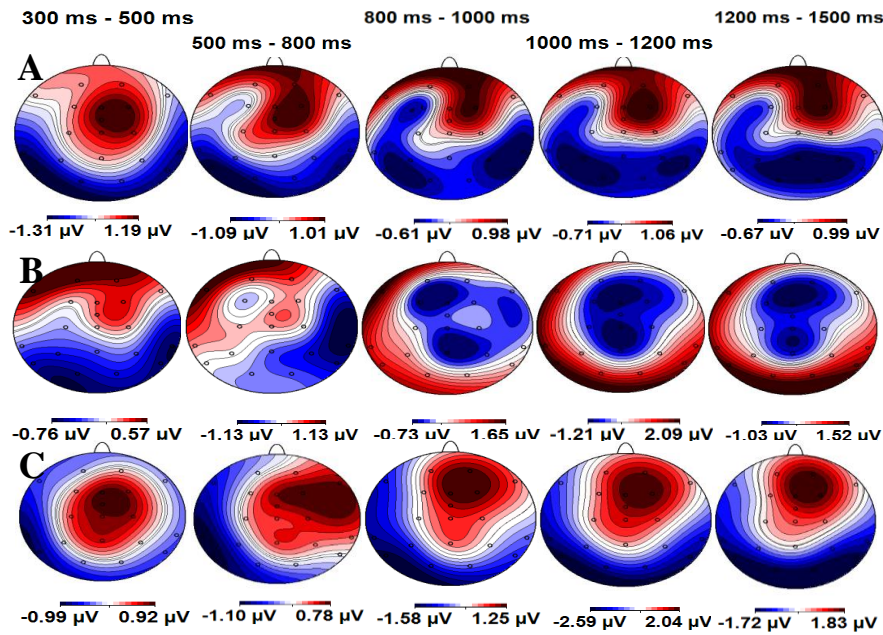 300 ms - 500 ms 800 ms - 1000 ms 1200 ms - 1500 ms
500 ms - 800 ms 1000 ms - 1200 ms
A
-1.31 µV 1.19 µV -1.09 µV 1.01 µV -0.61 µV 0.98 µV -0.71 µV 1.06 µV -0.67 µV 0.99 µV
B
-0.76 µV 0.57 µV -1.13 µV 1.13 µV -0.73 µV 1.65 µV -1.21 µV 2.09 µV -1.03 µV 1.52 µV
C
-0.99 µV 0.92 µV -1.10 µV 0.78 µV -1.58 µV 1.25 µV -2.59 µV 2.04 µV -1.72 µV 1.83 µV